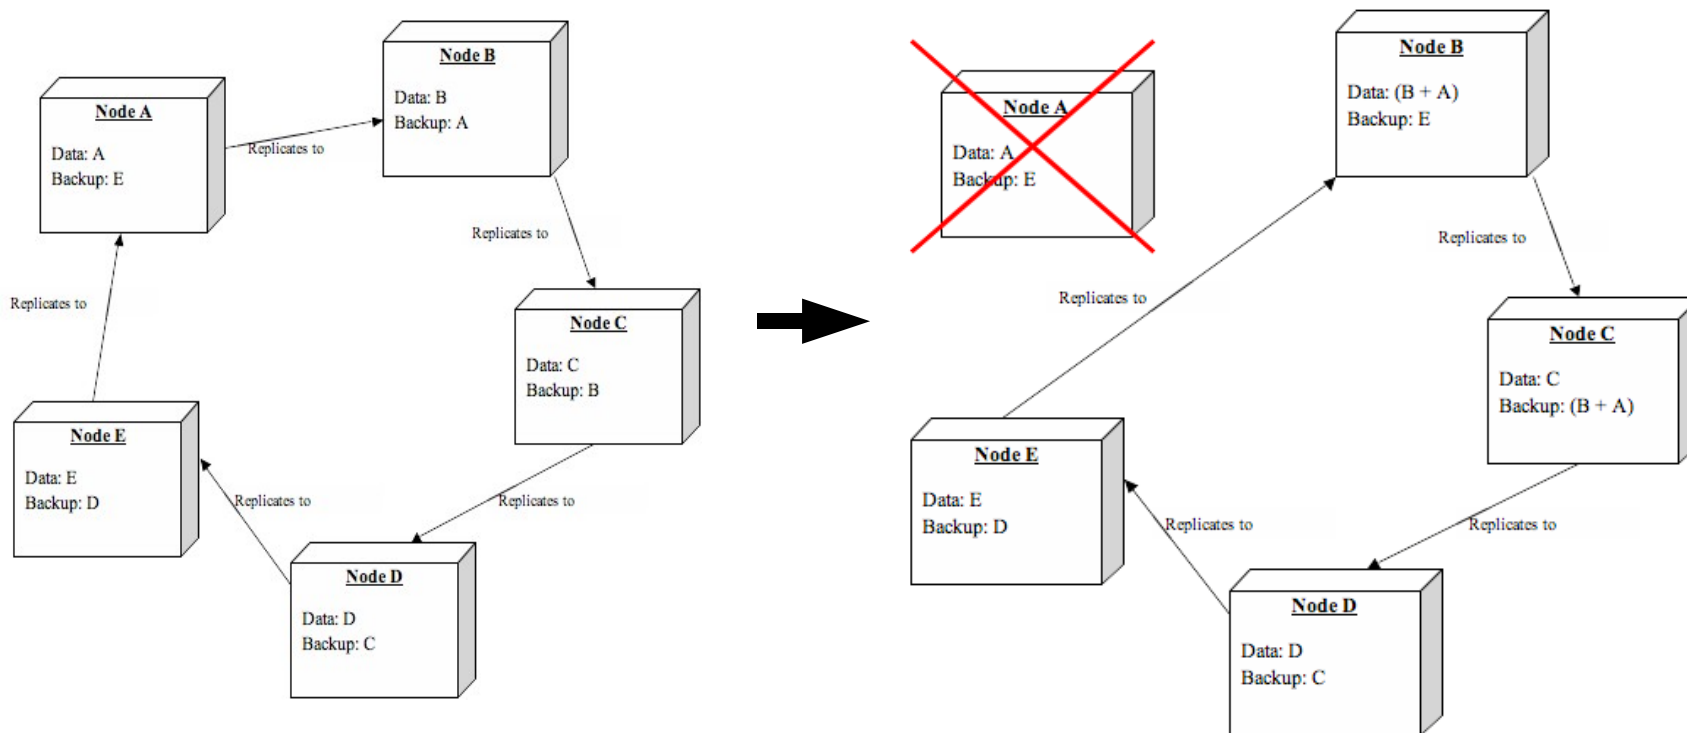 Node A
Data: A
Backup: E
Replicates to
Node B
Data: B
Backup: A
Replicates to
Node C
Data: C
Backup: B
Replicates to
Node D
Data: D
Backup: C
Replicates to
Node E
Data: E
Backup: D
Replicates to
Node A
Data: A
Backup: E
Node B
Data: (B + A)
Backup: E
Replicates to
Node C
Data: C
Backup: (B + A)
Replicates to
Node D
Data: D
Backup: C
Replicates to
Node E
Data: E
Backup: D
Replicates to